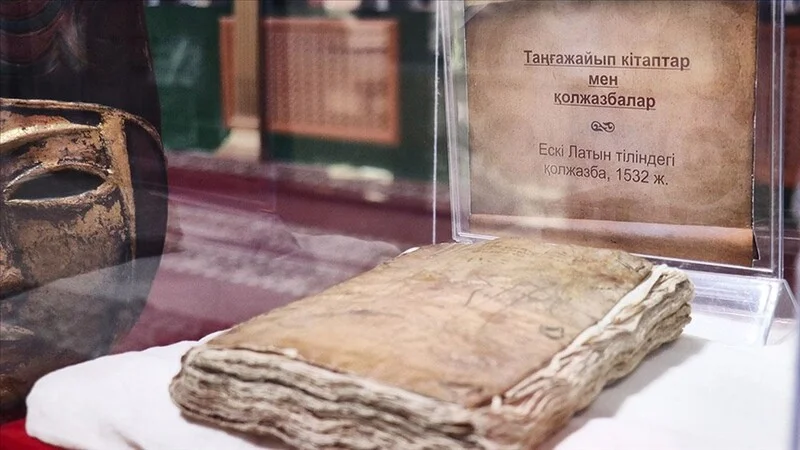 Таңғажайып кітаптар
мен
қолжазбалар
Ескі Латын тіліндегі
қолжазба, 1532 ж.